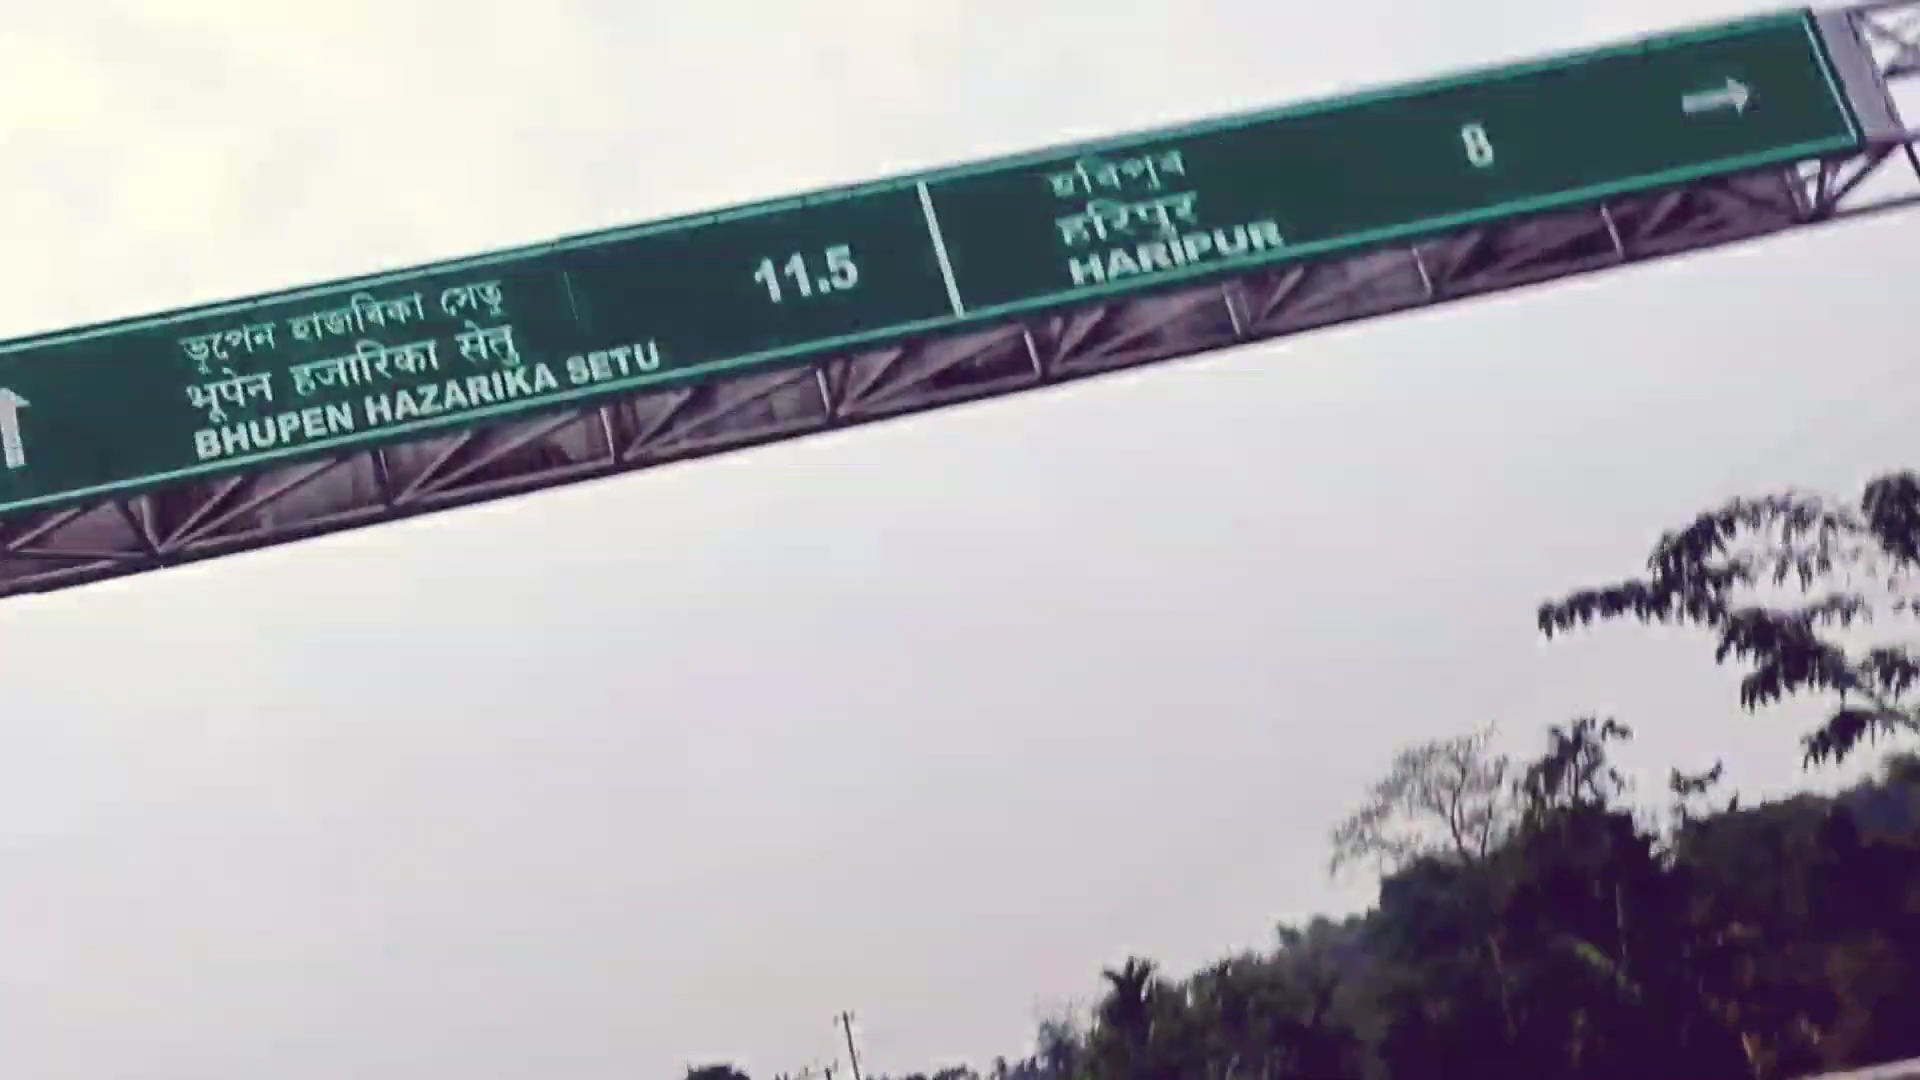 ভূপেন হাজৰিকা সেতু
भूपेन हजारिका सेतु
BHUPEN HAZARIKA SETU
11.5
হৰিপুৰ
हरिपुर
HARIPUR
8